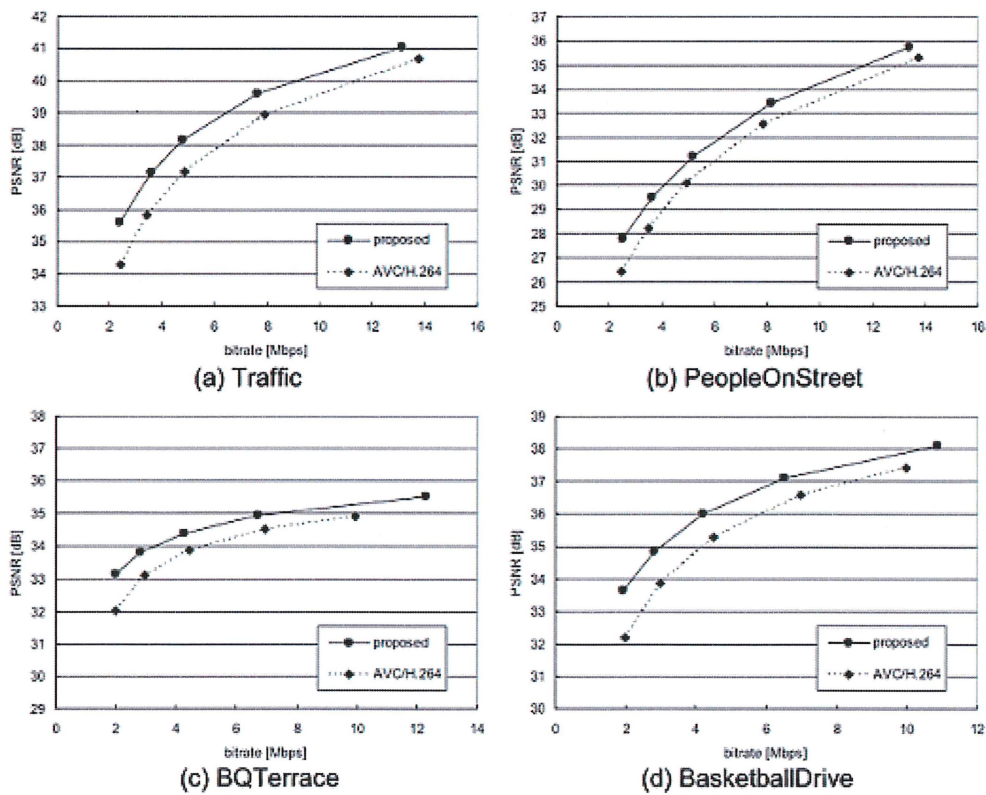 42
41
40
39
38
37
36
35
34
33
PSNR [dB]
0 2 4 6 8 10 12 14 16
bitrate [Mbps]
proposed
AVC/H.264
(a) Traffic
37
36
35
34
33
32
31
30
29
28
27
26
25
PSNR [dB]
0 2 4 6 8 10 12 14 16
bitrate [Mbps]
proposed
AVC/H.264
(b) PeopleOnStreet
38
37
36
35
34
33
32
31
30
29
PSNR [dB]
0 2 4 6 8 10 12 14
bitrate [Mbps]
proposed
AVC/H.264
(c) BQTerrace
39
38
37
36
35
34
33
32
31
30
PSNR [dB]
0 2 4 6 8 10 12
bitrate [Mbps]
proposed
AVC/H.264
(d) BasketballDrive